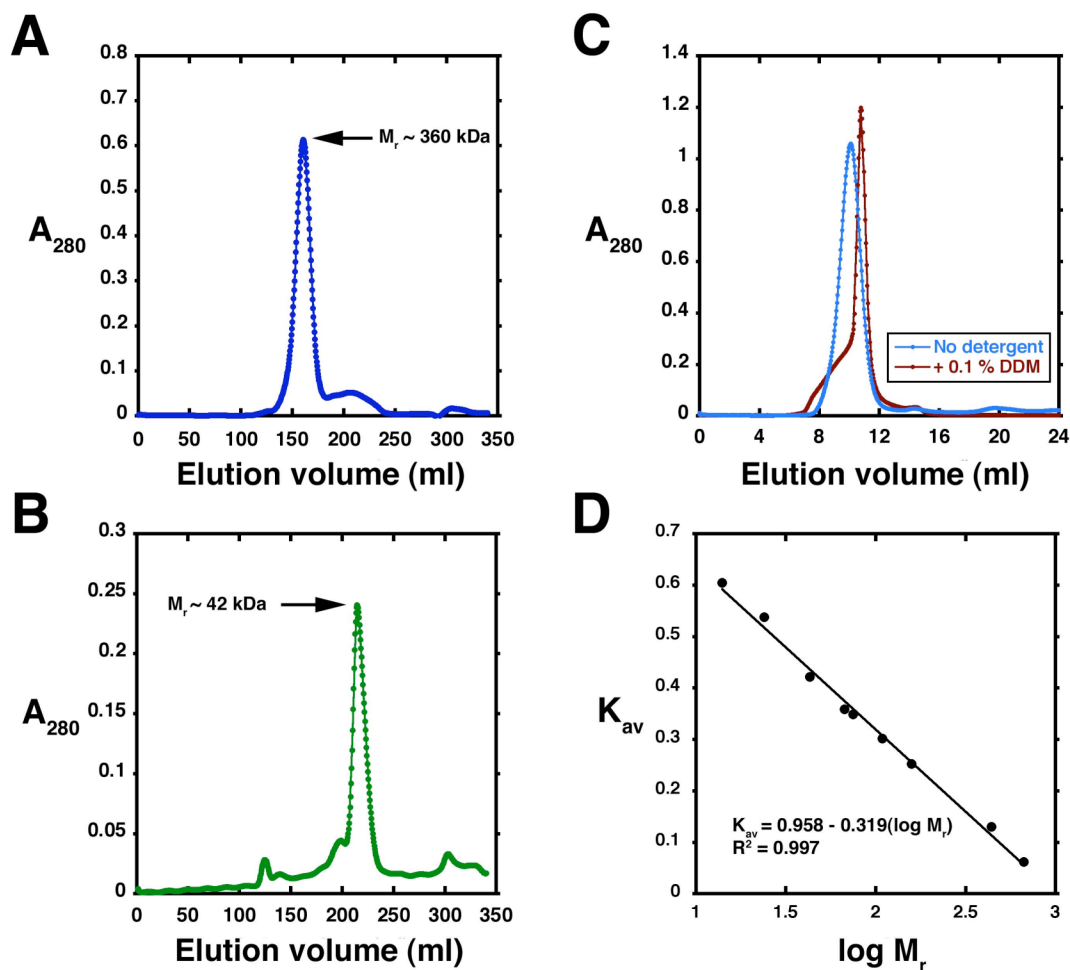 A
0.8
0.7
0.6
0.5
0.4
0.3
0.2
0.1
0
A280
Mr ~ 360 kDa
0 50 100 150 200 250 300 350
Elution volume (ml)
C
1.4
1.2
1
0.8
0.6
0.4
0.2
0
A280
No detergent
+ 0.1 % DDM
0 4 8 12 16 20 24
Elution volume (ml)
B
0.3
0.25
0.2
0.15
0.1
0.05
0
A280
Mr ~ 42 kDa
0 50 100 150 200 250 300 350
Elution volume (ml)
D
0.7
0.6
0.5
0.4
0.3
0.2
0.1
0
Kav
Kav = 0.958 - 0.319(log Mr)
R2 = 0.997
1 1.5 2 2.5 3
log Mr